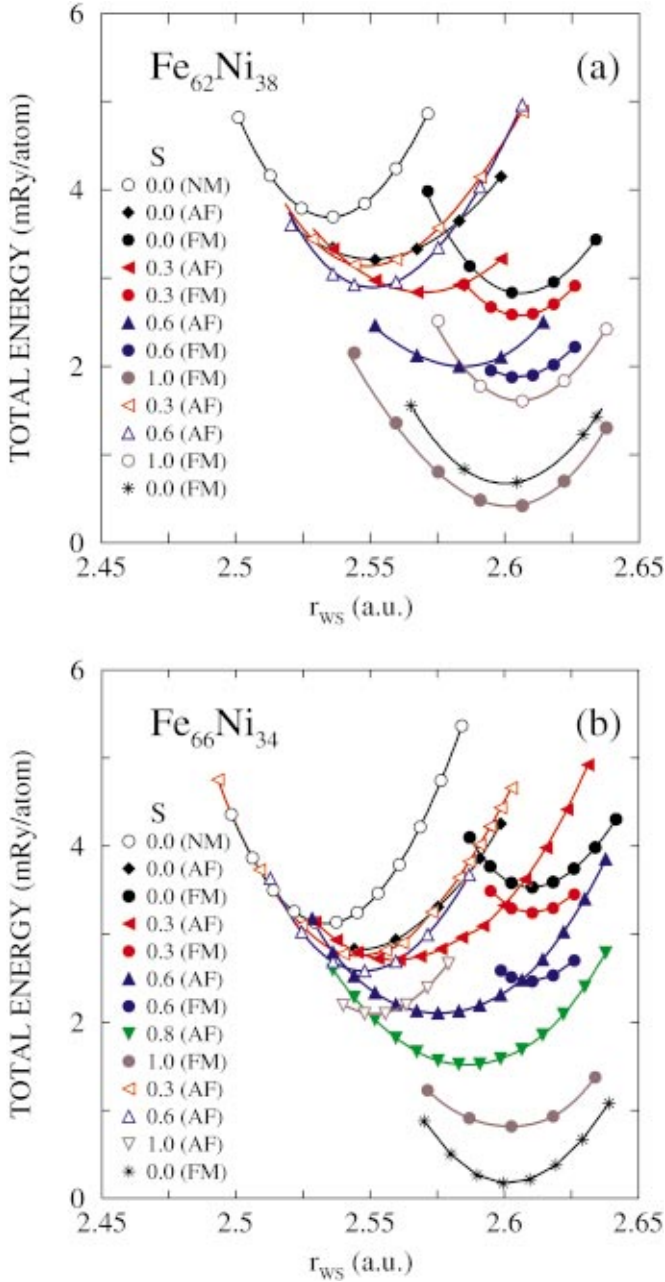 6
Fe62Ni38
(a)
S
0.0 (NM)
0.0 (AF)
0.0 (FM)
0.3 (AF)
0.3 (FM)
0.6 (AF)
0.6 (FM)
1.0 (FM)
0.3 (AF)
0.6 (AF)
1.0 (FM)
0.0 (FM)
4
2
0
TOTAL ENERGY (mRy/atom)
2.45
2.5
2.55
2.6
2.65
rWS (a.u.)
6
Fe66Ni34
(b)
S
0.0 (NM)
0.0 (AF)
0.0 (FM)
0.3 (AF)
0.3 (FM)
0.6 (AF)
0.6 (FM)
0.8 (AF)
1.0 (FM)
0.3 (AF)
0.6 (AF)
1.0 (AF)
0.0 (FM)
4
2
0
TOTAL ENERGY (mRy/atom)
2.45
2.5
2.55
2.6
2.65
rWS (a.u.)